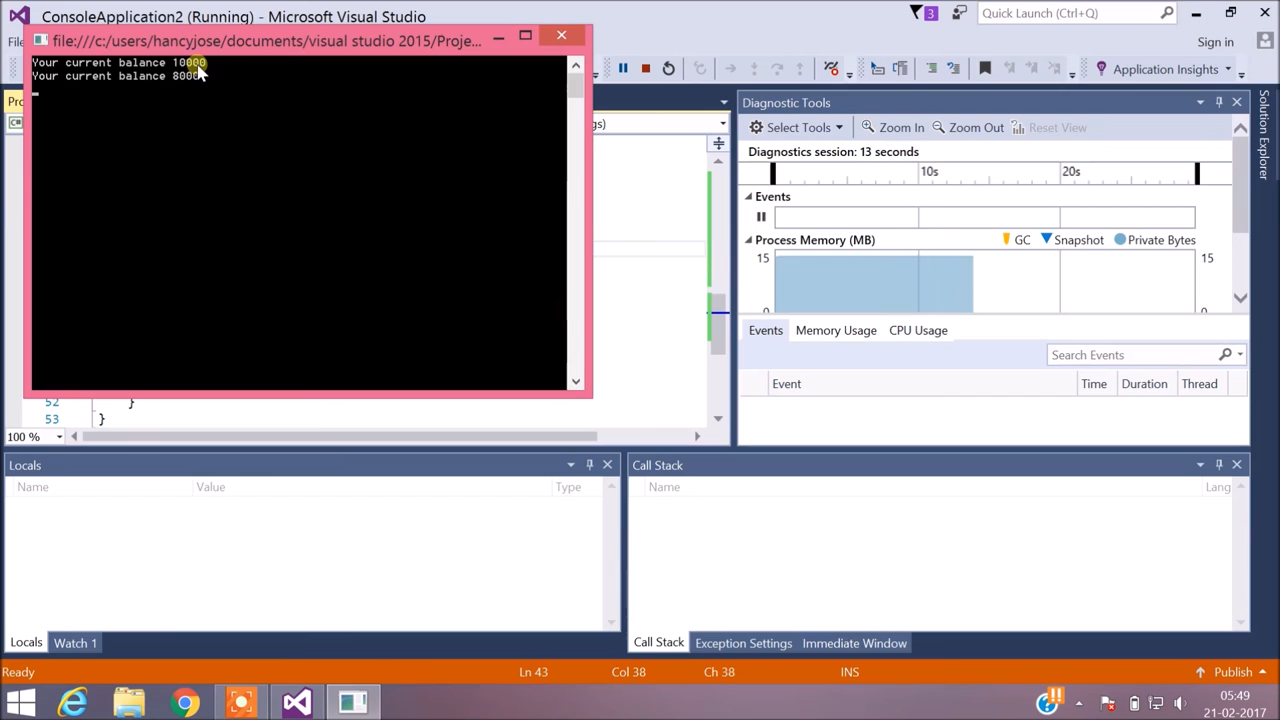 ConsoleApplication2 (Running) - Microsoft Visual Studio
3
Quick Launch (Ctrl+Q)
file:///c:/users/hancyjose/documents/visual studio 2015/Proje...
Sign in
Your current balance 10000
Your current balance 8000
Application Insights
Diagnostic Tools
Select Tools
Zoom In
Zoom Out
Reset View
Diagnostics session: 13 seconds
10s
20s
Events
Process Memory (MB)
GC
Snapshot
Private Bytes
15
15
0
0
Events
Memory Usage
CPU Usage
Search Events
Event
Time
Duration
Thread
Solution Explorer
52
}
53
}
100 %
Locals
Name
Value
Type
Call Stack
Name
Lang
Locals
Watch 1
Call Stack
Exception Settings
Immediate Window
Ready
Ln 43
Col 38
Ch 38
INS
Publish
05:49
21-02-2017